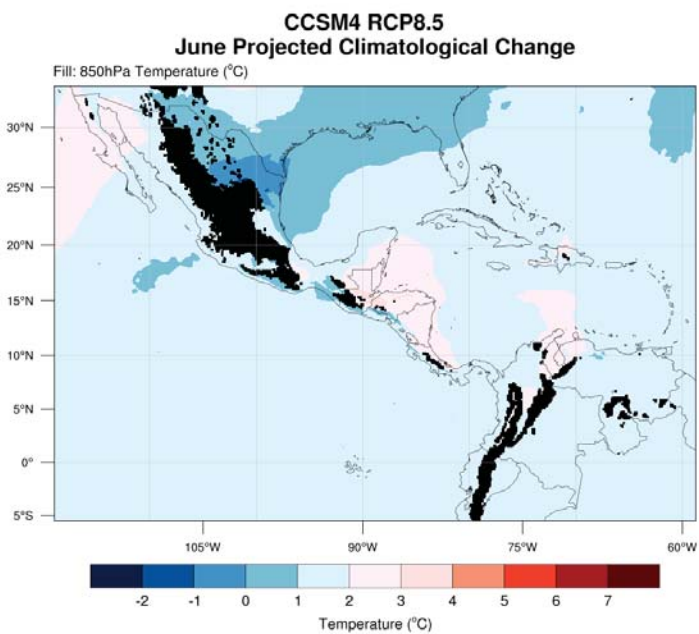 CCSM4 RCP8.5
June Projected Climatological Change
Fill: 850hPa Temperature (°C)
30°N
25°N
20°N
15°N
10°N
5°N
0°
5°S
105°W 90°W 75°W 60°W
-2 -1 0 1 2 3 4 5 6 7
Temperature (°C)